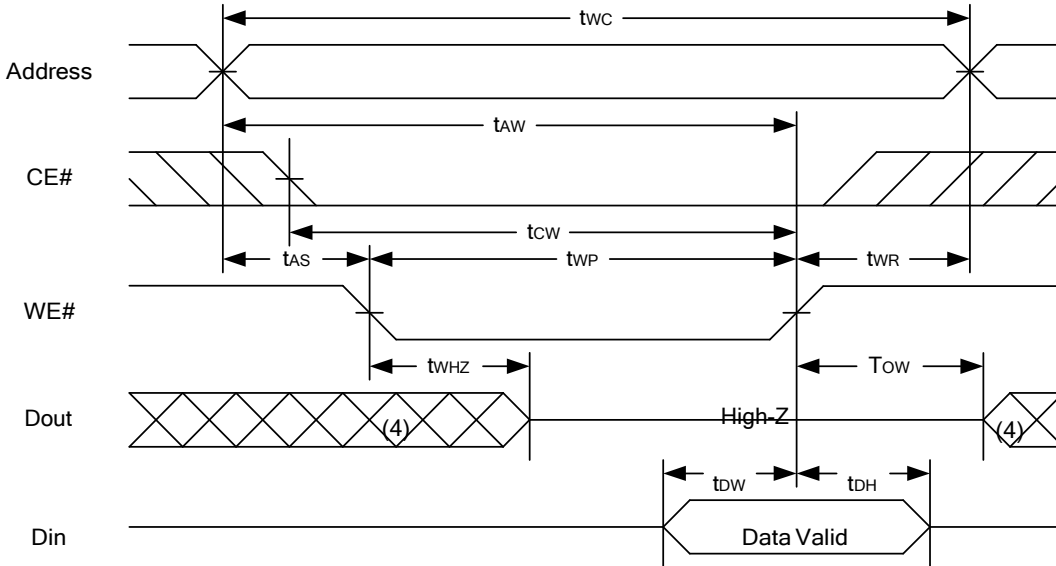 tWC
Address
tAW
CE#
tCW
tAS tWP tWR
WE#
tWHZ TOW
Dout (4) High-Z (4)
tDW tDH
Din Data Valid